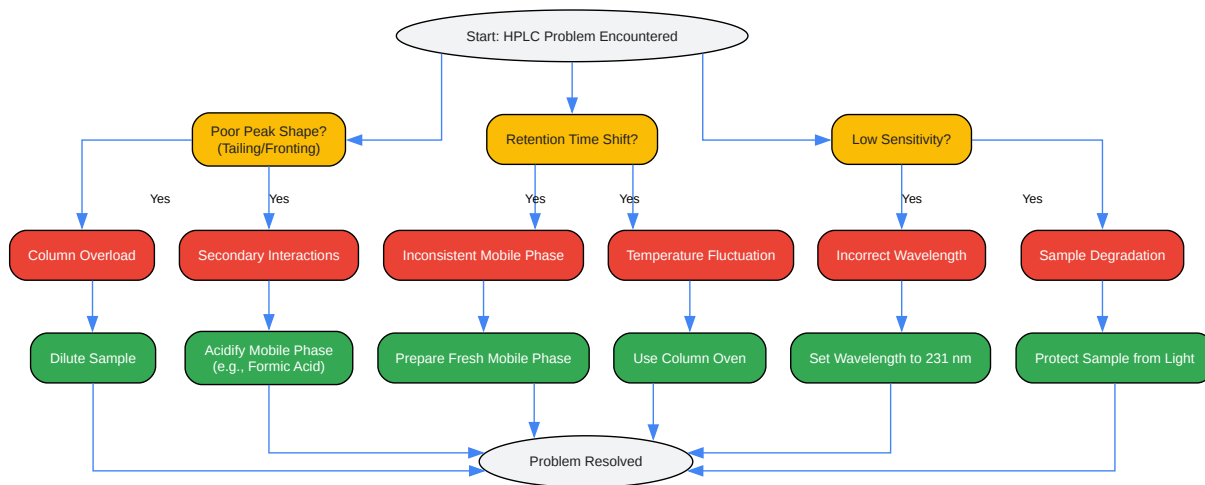 Start: HPLC Problem Encountered
Poor Peak Shape?
(Tailing/Fronting)
Retention Time Shift?
Low Sensitivity?
Yes
Yes
Yes
Yes
Yes
Yes
Column Overload
Secondary Interactions
Inconsistent Mobile Phase
Temperature Fluctuation
Incorrect Wavelength
Sample Degradation
Dilute Sample
Acidify Mobile Phase
(e.g., Formic Acid)
Prepare Fresh Mobile Phase
Use Column Oven
Set Wavelength to 231 nm
Protect Sample from Light
Problem Resolved